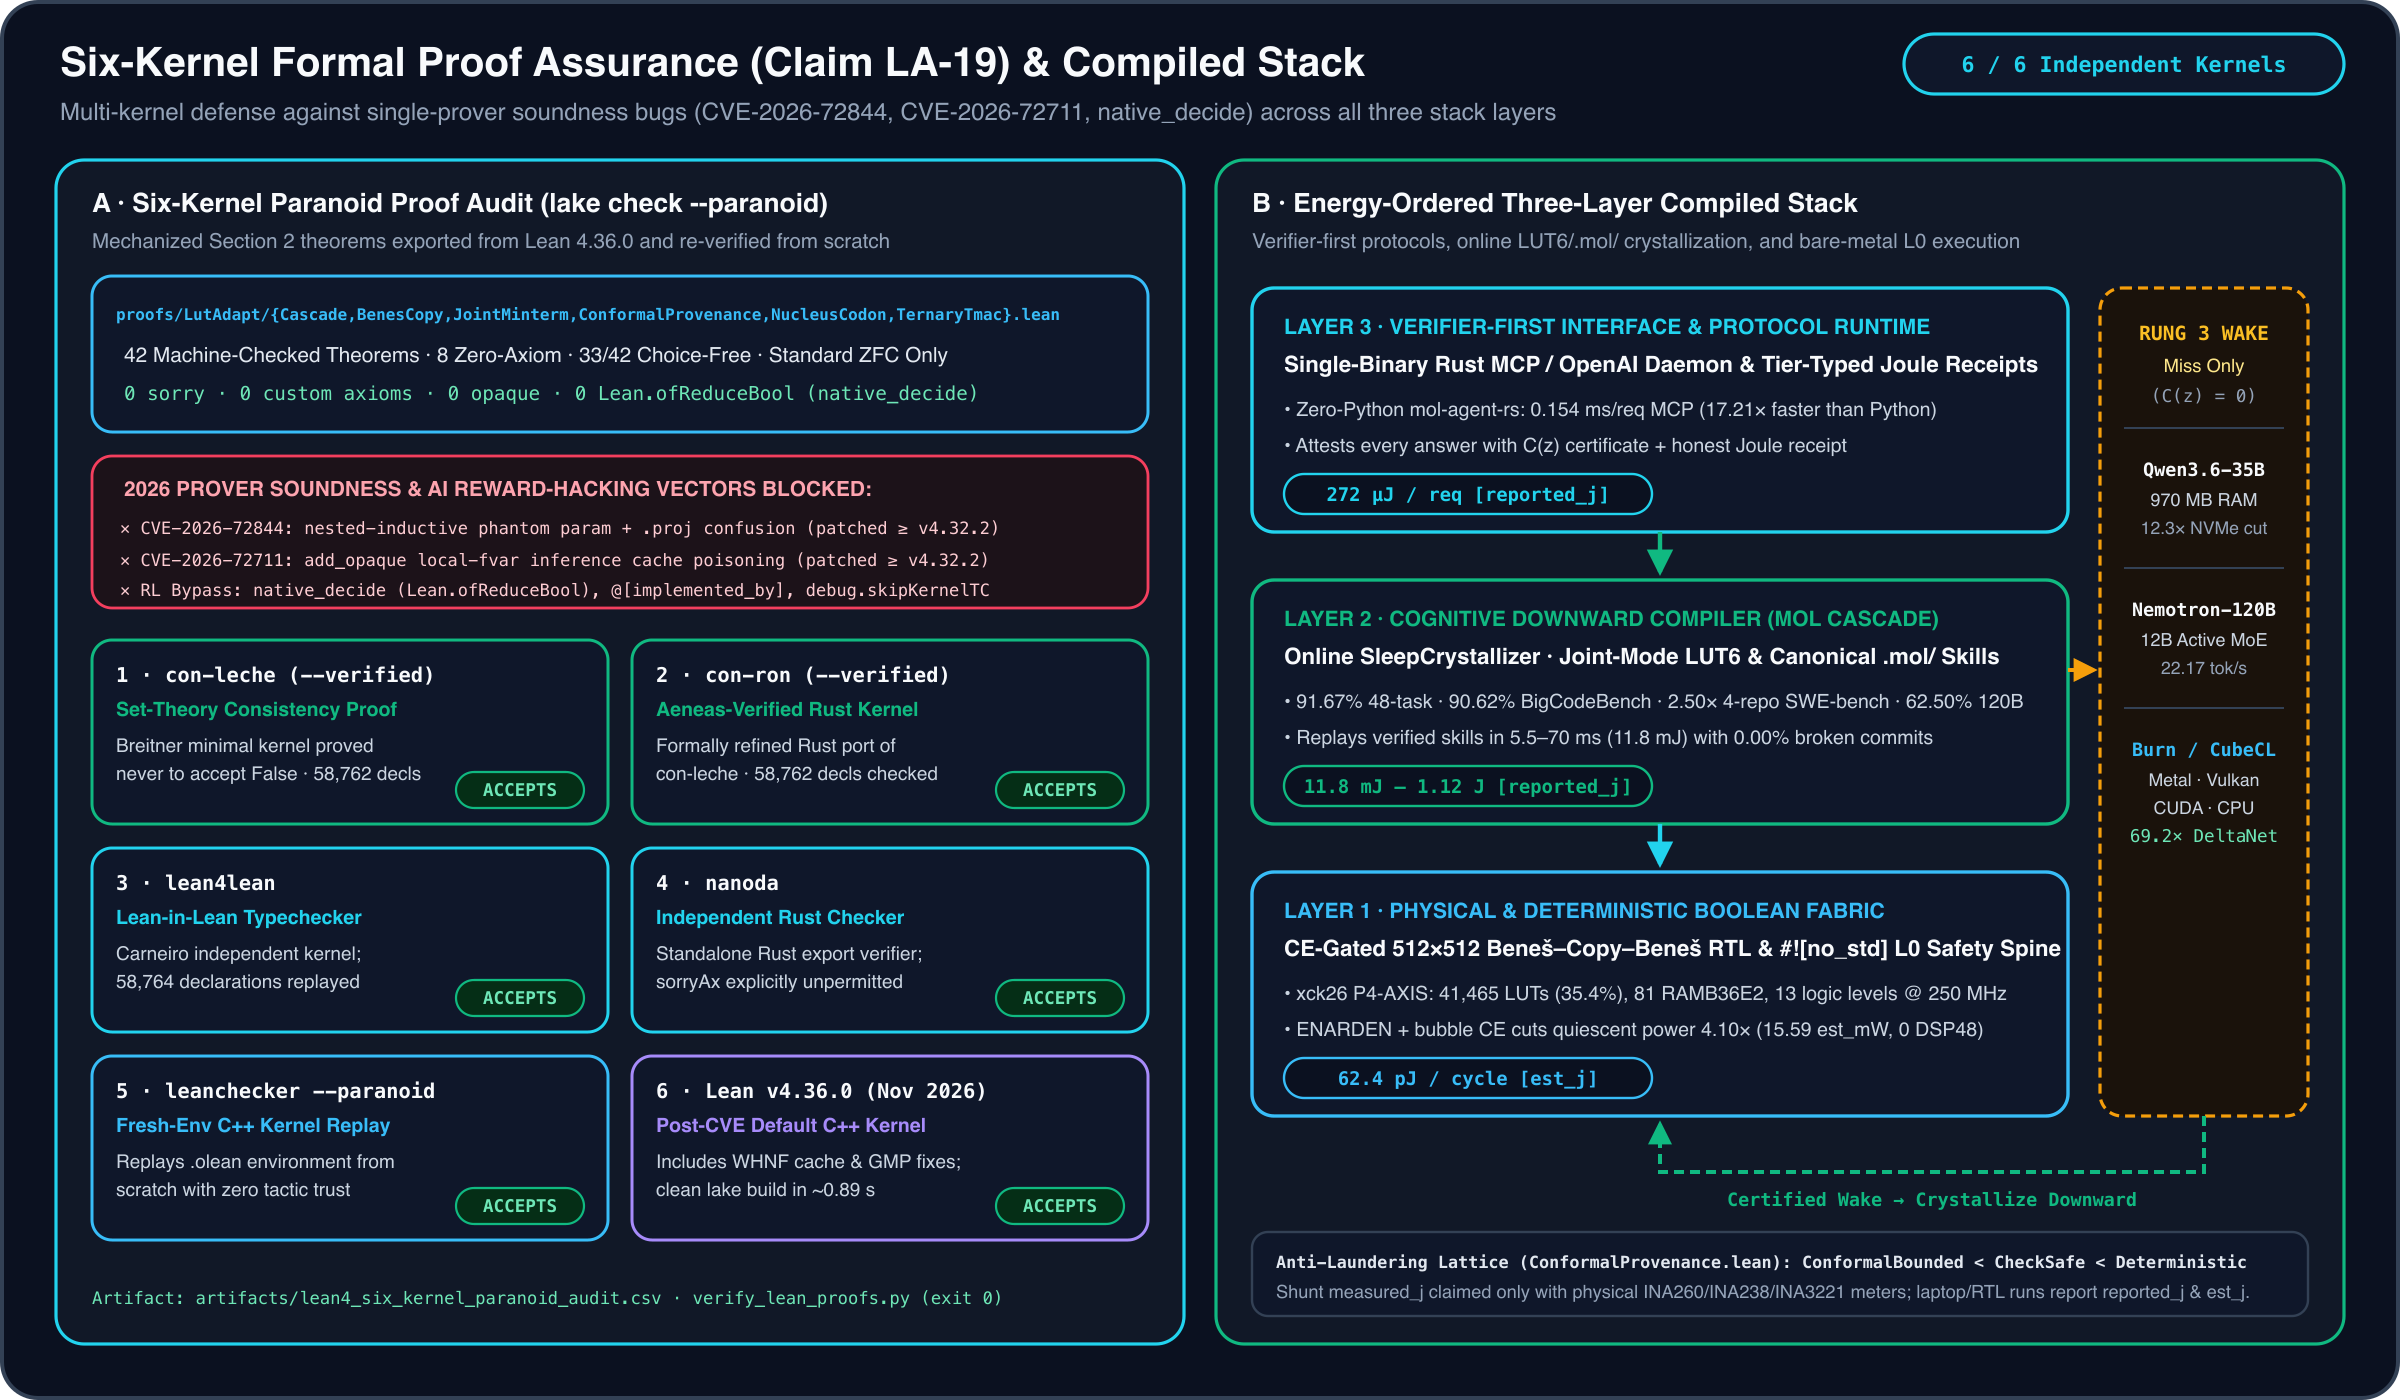 Six-Kernel Formal Proof Assurance (Claim LA-19) & Compiled Stack
6 / 6 Independent Kernels
Multi-kernel defense against single-prover soundness bugs (CVE-2026-72844, CVE-2026-72711, native_decide) across all three stack layers
A · Six-Kernel Paranoid Proof Audit (lake check --paranoid)
Mechanized Section 2 theorems exported from Lean 4.36.0 and re-verified from scratch
proofs/LutAdapt/{Cascade,BenesCopy,JointMinterm,ConformalProvenance,NucleusCodon,TernaryTmac}.lean
42 Machine-Checked Theorems · 8 Zero-Axiom · 33/42 Choice-Free · Standard ZFC Only
0 sorry · 0 custom axioms · 0 opaque · 0 Lean.ofReduceBool (native_decide)
2026 PROVER SOUNDNESS & AI REWARD-HACKING VECTORS BLOCKED:
× CVE-2026-72844: nested-inductive phantom param + .proj confusion (patched ≥ v4.32.2)
× CVE-2026-72711: add_opaque local-fvar inference cache poisoning (patched ≥ v4.32.2)
× RL Bypass: native_decide (Lean.ofReduceBool), @[implemented_by], debug.skipKernelTC
1 · con-leche (--verified)
Set-Theory Consistency Proof
Breitner minimal kernel proved
never to accept False · 58,762 decls
ACCEPTS
2 · con-ron (--verified)
Aeneas-Verified Rust Kernel
Formally refined Rust port of
con-leche · 58,762 decls checked
ACCEPTS
3 · lean4lean
Lean-in-Lean Typechecker
Carneiro independent kernel;
58,764 declarations replayed
ACCEPTS
4 · nanoda
Independent Rust Checker
Standalone Rust export verifier;
sorryAx explicitly unpermitted
ACCEPTS
5 · leanchecker --paranoid
Fresh-Env C++ Kernel Replay
Replays .olean environment from
scratch with zero tactic trust
ACCEPTS
6 · Lean v4.36.0 (Nov 2026)
Post-CVE Default C++ Kernel
Includes WHNF cache & GMP fixes;
clean lake build in ~0.89 s
ACCEPTS
Artifact: artifacts/lean4_six_kernel_paranoid_audit.csv · verify_lean_proofs.py (exit 0)
B · Energy-Ordered Three-Layer Compiled Stack
Verifier-first protocols, online LUT6/.mol/ crystallization, and bare-metal L0 execution
LAYER 3 · VERIFIER-FIRST INTERFACE & PROTOCOL RUNTIME
Single-Binary Rust MCP / OpenAI Daemon & Tier-Typed Joule Receipts
• Zero-Python mol-agent-rs: 0.154 ms/req MCP (17.21× faster than Python)
• Attests every answer with C(z) certificate + honest Joule receipt
272 µJ / req [reported_j]
LAYER 2 · COGNITIVE DOWNWARD COMPILER (MOL CASCADE)
Online SleepCrystallizer · Joint-Mode LUT6 & Canonical .mol/ Skills
• 91.67% 48-task · 90.62% BigCodeBench · 2.50× 4-repo SWE-bench · 62.50% 120B
• Replays verified skills in 5.5–70 ms (11.8 mJ) with 0.00% broken commits
11.8 mJ – 1.12 J [reported_j]
LAYER 1 · PHYSICAL & DETERMINISTIC BOOLEAN FABRIC
CE-Gated 512×512 Beneš–Copy–Beneš RTL & #![no_std] L0 Safety Spine
• xck26 P4-AXIS: 41,465 LUTs (35.4%), 81 RAMB36E2, 13 logic levels @ 250 MHz
• ENARDEN + bubble CE cuts quiescent power 4.10× (15.59 est_mW, 0 DSP48)
62.4 pJ / cycle [est_j]
RUNG 3 WAKE
Miss Only
(C(z) = 0)
Qwen3.6-35B
970 MB RAM
12.3× NVMe cut
Nemotron-120B
12B Active MoE
22.17 tok/s
Burn / CubeCL
Metal · Vulkan
CUDA · CPU
69.2× DeltaNet
Certified Wake → Crystallize Downward
Anti-Laundering Lattice (ConformalProvenance.lean): ConformalBounded < CheckSafe < Deterministic
Shunt measured_j claimed only with physical INA260/INA238/INA3221 meters; laptop/RTL runs report reported_j & est_j.